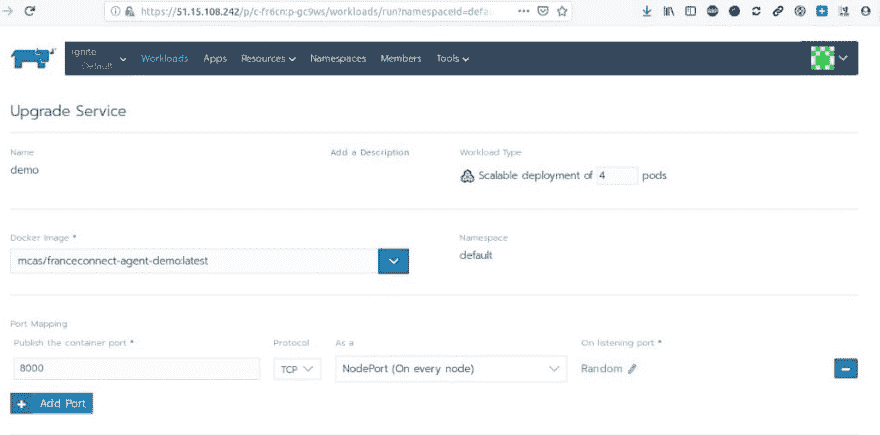 https://51.15.108.242/p/c-fr6cn:p-gc9ws/workloads/run?namespaceId=defa
Ignite
Default
Workloads Apps Resources Namespaces Members Tools
Upgrade Service
Name Add a Description Workload Type
demo Scalable deployment of 4 pods
Docker Image * Namespace
mcas/franceconnect-agent-demo:latest default
Port Mapping
Publish the container port * Protocol As a On listening port *
8000 TCP NodePort (On every node) Random
+ Add Port